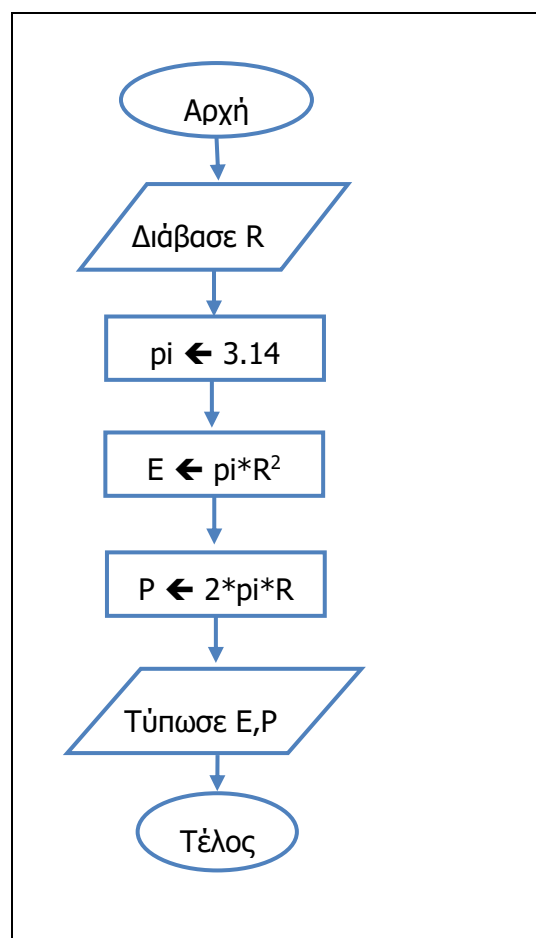 Αρχή
Διάβασε R
pi 🡸 3.14
E 🡸 pi*R²
P 🡸 2*pi*R
Τύπωσε E,P
Τέλος